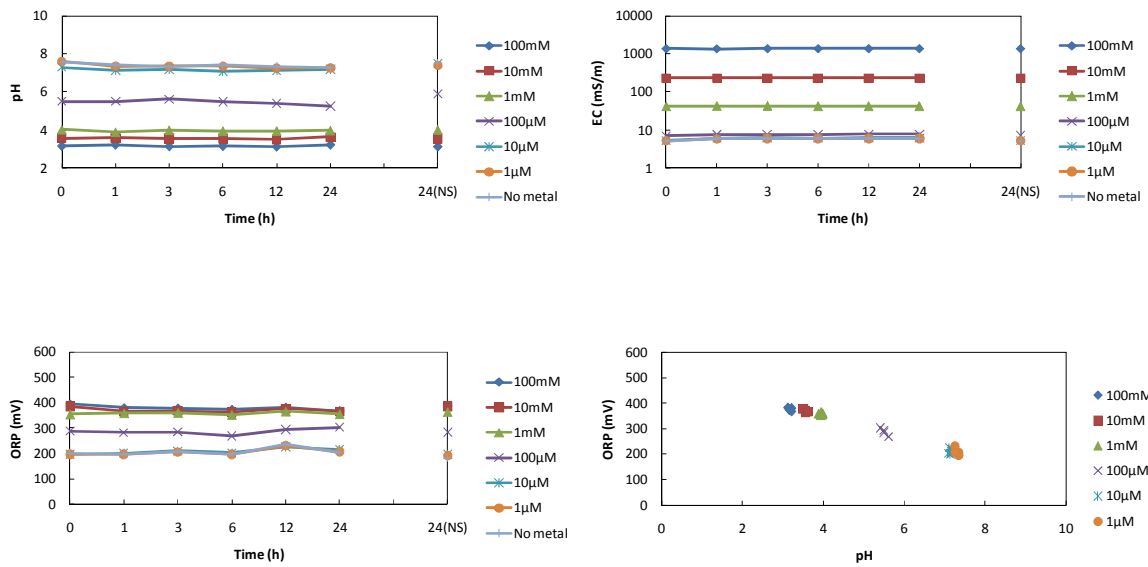 10
8
6
4
2
pH
0
1
3
6
12
24
24(NS)
Time (h)
100mM
10mM
1mM
100μM
10μM
1μM
No metal
10000
1000
100
10
1
EC (mS/m)
0
1
3
6
12
24
24(NS)
Time (h)
100mM
10mM
1mM
100μM
10μM
1μM
No metal
600
500
400
300
200
100
0
ORP (mV)
0
1
3
6
12
24
24(NS)
Time (h)
100mM
10mM
1mM
100μM
10μM
1μM
No metal
600
500
400
300
200
100
0
ORP (mV)
0
2
4
6
8
10
pH
100mM
10mM
1mM
100μM
10μM
1μM